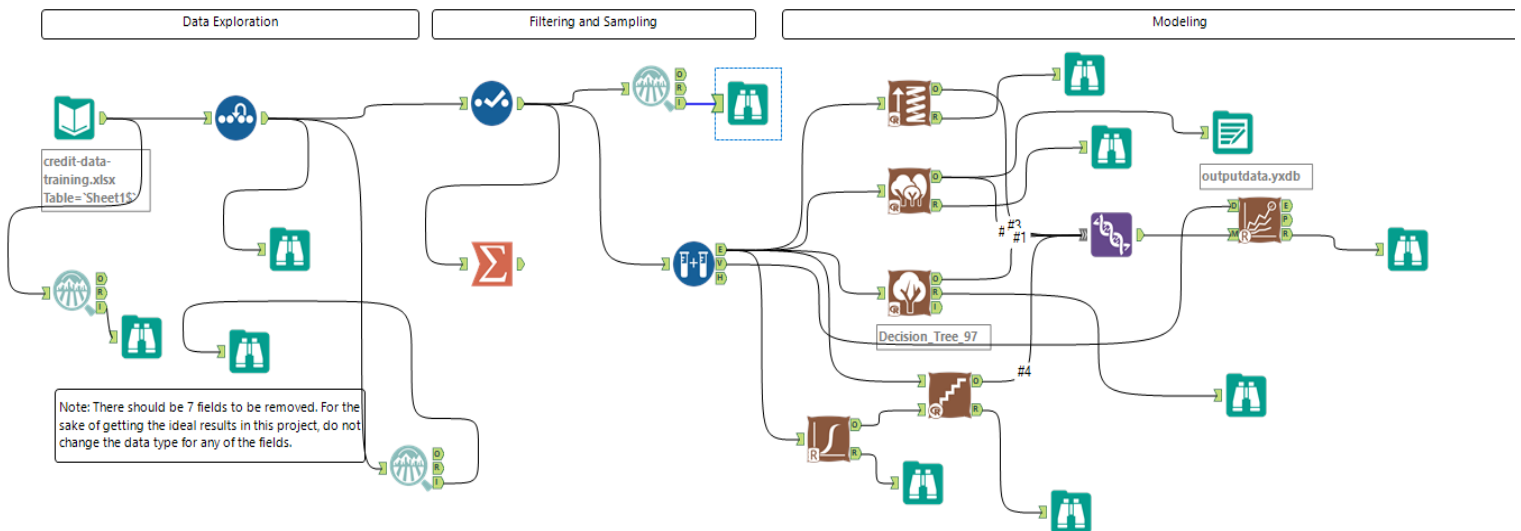 Data Exploration
Filtering and Sampling
Modeling
credit-data-
training.xlsx
Table=`Sheet1$`
O
R
I
O
R
I
Note: There should be 7 fields to be removed. For the
sake of getting the ideal results in this project, do not
change the data type for any of the fields.
O
R
I
E
V
H
O
R
O
R
O
R
I
Decision_Tree_97
O
R
O
R
#3
#
#1
#4
outputdata.yxdb
D
M
E
P
R
R
R